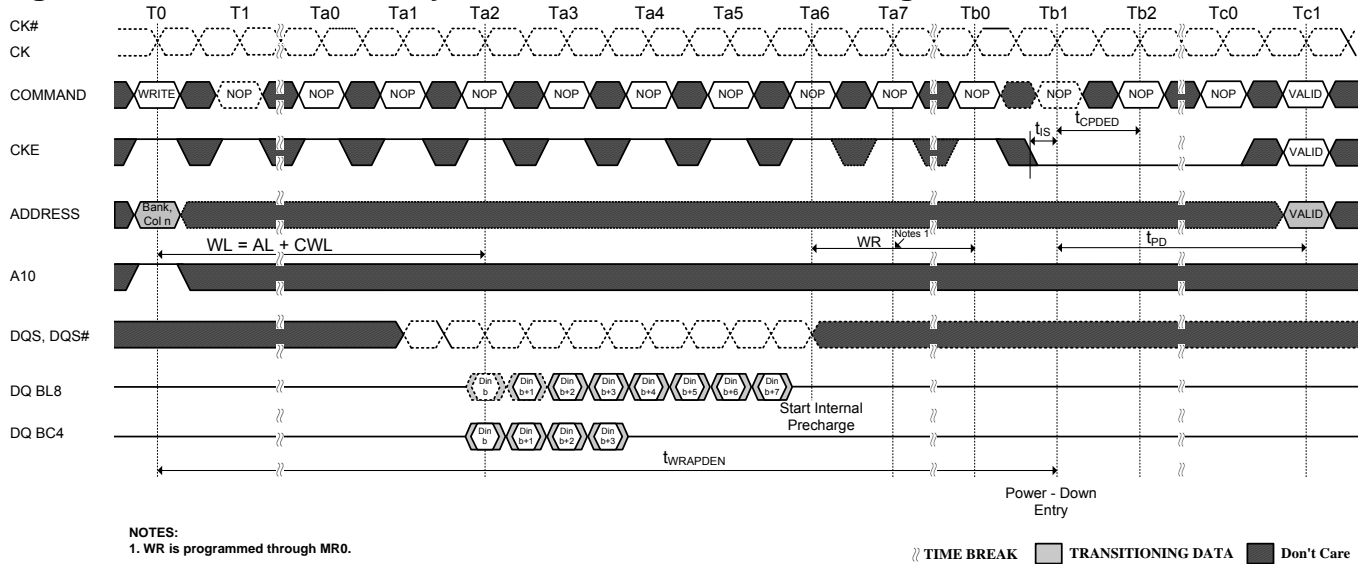 T0 T1 Ta0 Ta1 Ta2 Ta3 Ta4 Ta5 Ta6 Ta7 Tb0 Tb1 Tb2 Tc0 Tc1
CK#
CK
COMMAND WRITE NOP NOP NOP NOP NOP NOP NOP NOP NOP NOP NOP NOP NOP VALID
tIS tCPDED
CKE VALID
ADDRESS Bank, Col n VALID
WL = AL + CWL WR Notes 1 tPD
A10
DQS, DQS#
DQ BL8 Din b Din b+1 Din b+2 Din b+3 Din b+4 Din b+5 Din b+6 Din b+7
Start Internal
Precharge
DQ BC4 Din b Din b+1 Din b+2 Din b+3
tWRAPDEN
Power - Down
Entry
NOTES:
1. WR is programmed through MR0.
TIME BREAK TRANSITIONING DATA Don't Care